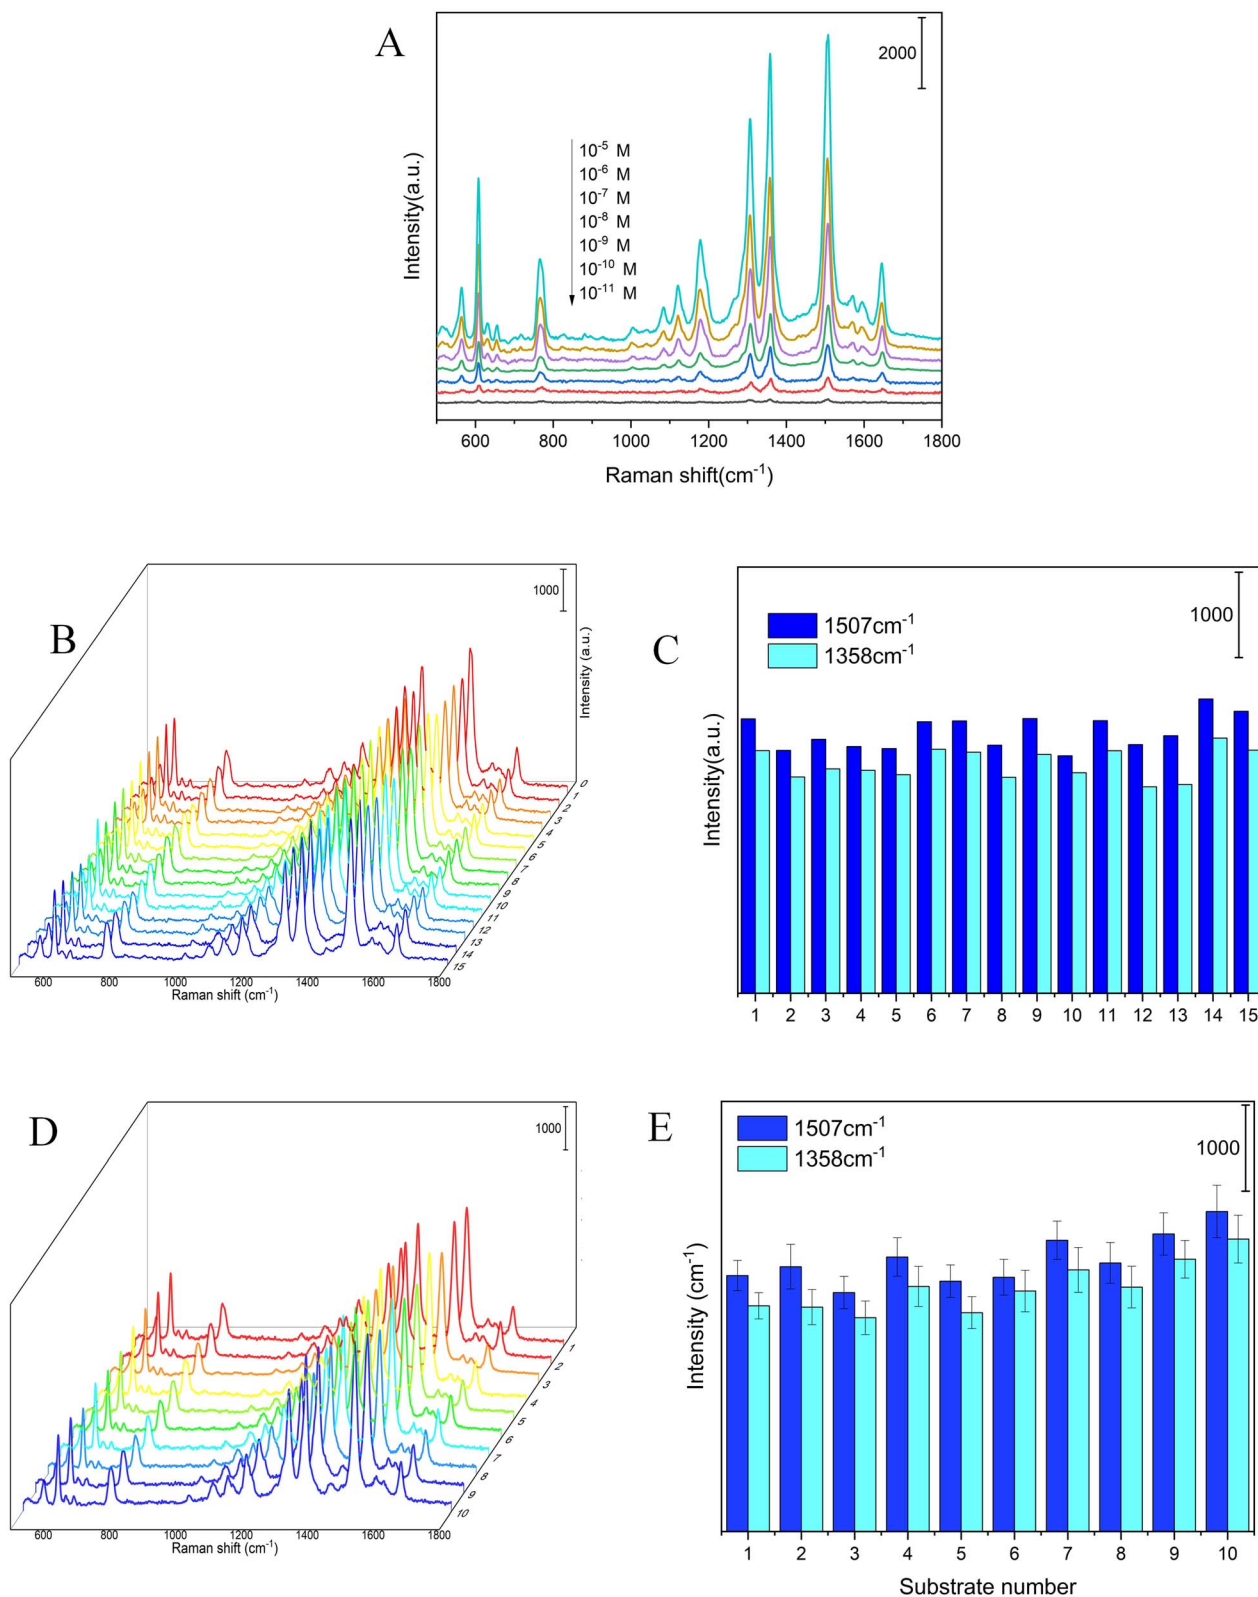 A
2000
Intensity(a.u.)
10⁻⁵ M
10⁻⁶ M
10⁻⁷ M
10⁻⁸ M
10⁻⁹ M
10⁻¹⁰ M
10⁻¹¹ M
600 800 1000 1200 1400 1600 1800
Raman shift(cm⁻¹)
B
1000
Intensity (a.u.)
0
1
2
3
4
5
6
7
8
9
10
11
12
13
14
15
600 800 1000 1200 1400 1600 1800
Raman shift (cm⁻¹)
C
1507cm⁻¹
1358cm⁻¹
1000
Intensity(a.u.)
1 2 3 4 5 6 7 8 9 10 11 12 13 14 15
D
1000
1
2
3
4
5
6
7
8
9
10
600 800 1000 1200 1400 1600 1800
Raman shift (cm⁻¹)
E
1507cm⁻¹
1358cm⁻¹
1000
Intensity (cm⁻¹)
1 2 3 4 5 6 7 8 9 10
Substrate number